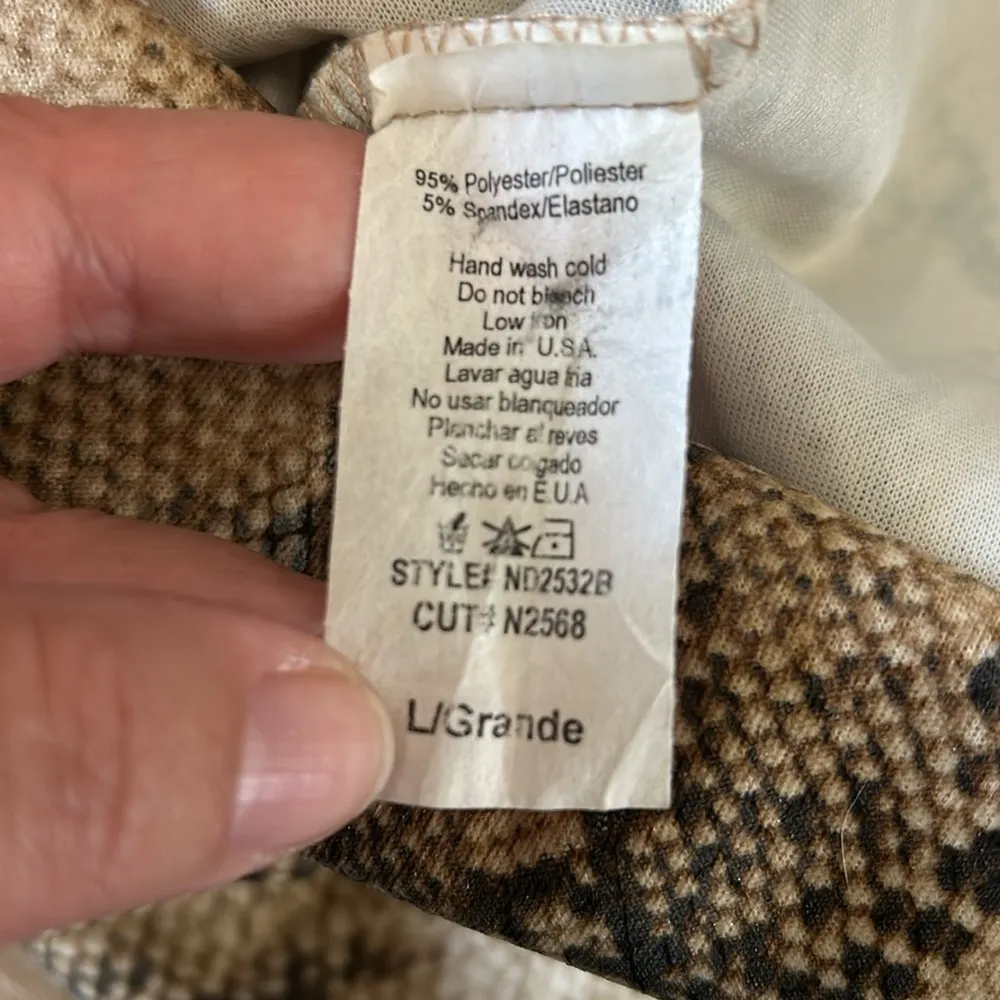 95% Polyester/Poliester
5% Spandex/Elastano
Hand wash cold
Do not bleach
Low Iron
Made in U.S.A.
Lavar agua fria
No usar blanqueador
Planchar al reves
Secar colgado
Hecho en E.U.A
STYLE# ND2532B
CUT# N2568
L/Grande